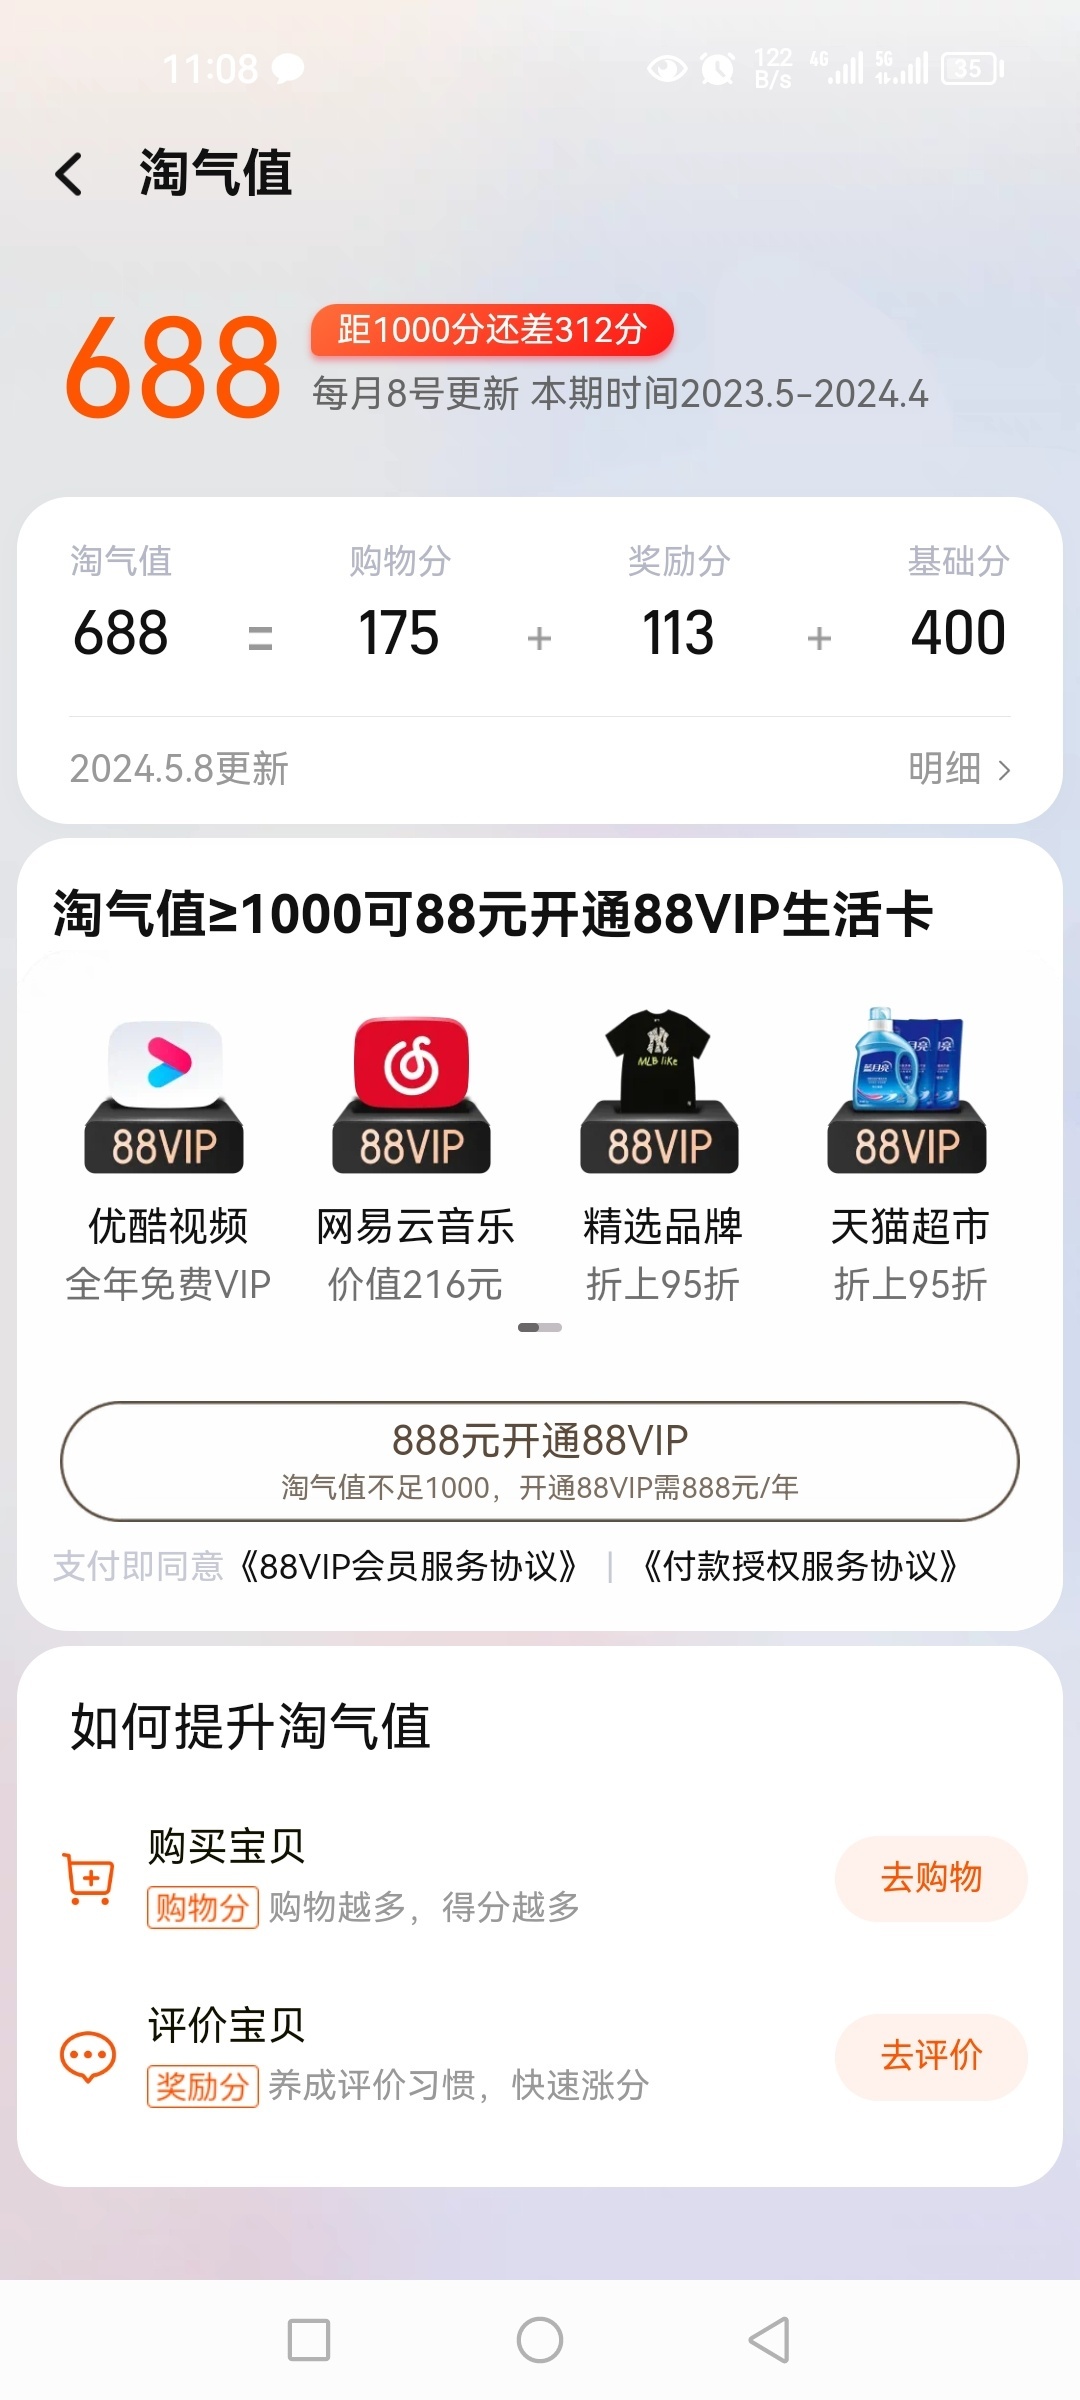 11:08
122 B/s 4G 5G 35
淘气值
688
距1000分还差312分
每月8号更新 本期时间2023.5-2024.4
淘气值 购物分 奖励分 基础分
688 = 175 + 113 + 400
2024.5.8更新 明细 >
淘气值≥1000可88元开通88VIP生活卡
MLB like
蓝月亮
88VIP 88VIP 88VIP 88VIP
优酷视频 网易云音乐 精选品牌 天猫超市
全年免费VIP 价值216元 折上95折 折上95折
888元开通88VIP
淘气值不足1000，开通88VIP需888元/年
支付即同意《88VIP会员服务协议》 | 《付款授权服务协议》
如何提升淘气值
购买宝贝
购物分 购物越多，得分越多
去购物
评价宝贝
奖励分 养成评价习惯，快速涨分
去评价